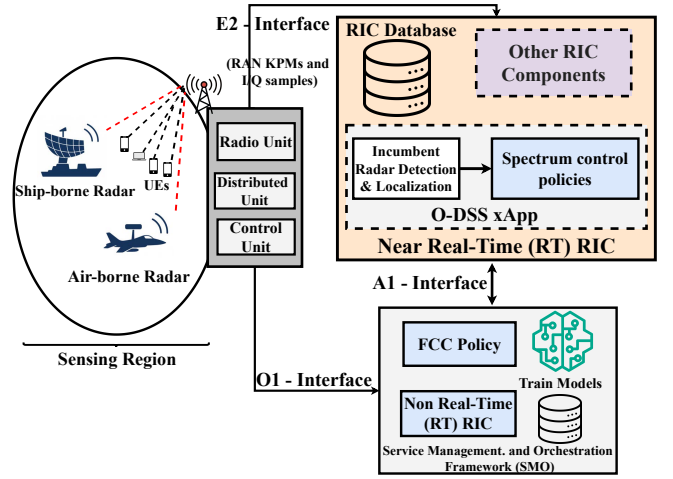 E2 - Interface
(RAN KPMs and
I/Q samples)
RIC Database
Other RIC
Components
Incumbent
Radar Detection
& Localization
Spectrum control
policies
O-DSS xApp
Near Real-Time (RT) RIC
Radio Unit
Distributed
Unit
Control
Unit
Ship-borne Radar
UEs
Air-borne Radar
Sensing Region
A1 - Interface
O1 - Interface
FCC Policy
Train Models
Non Real-Time
(RT) RIC
Service Management. and Orchestration
Framework (SMO)